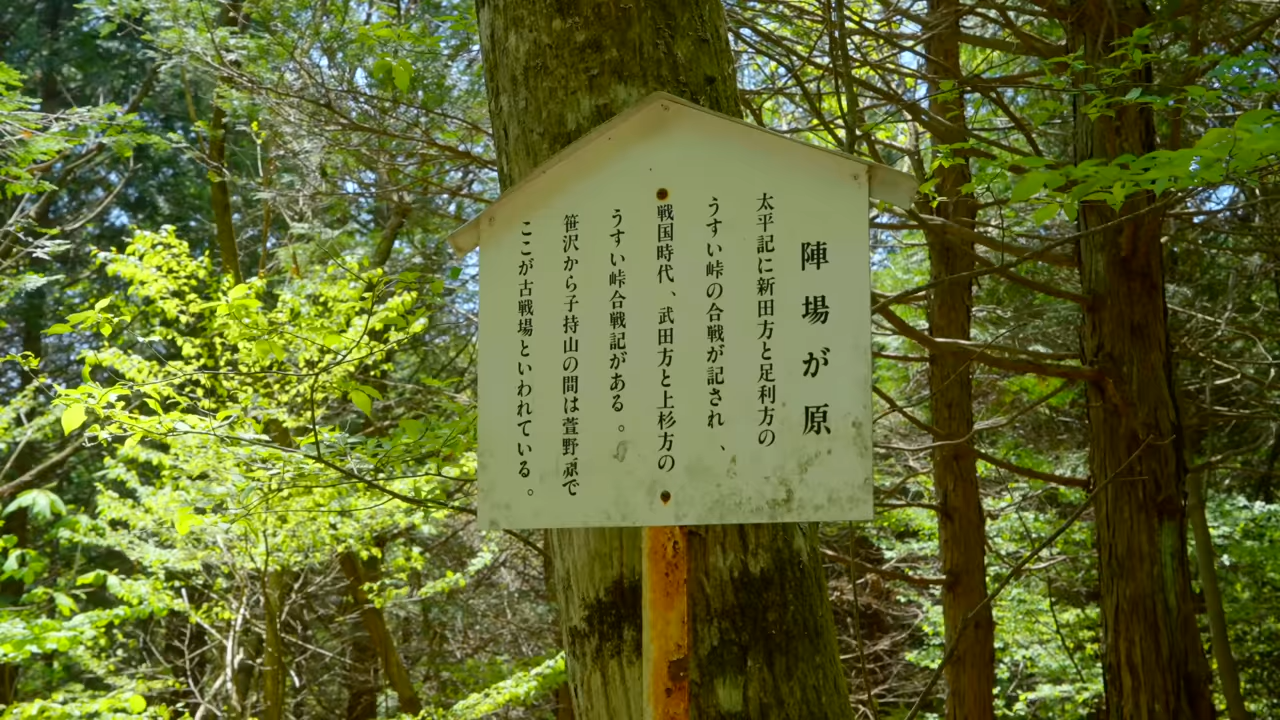 陣場が原
太平記に新田方と足利方の
うすい峠の合戦が記され、
戦国時代、武田方と上杉方の
うすい峠合戦記がある。
笹沢から子持山の間は萱野原で
ここが古戦場といわれている。